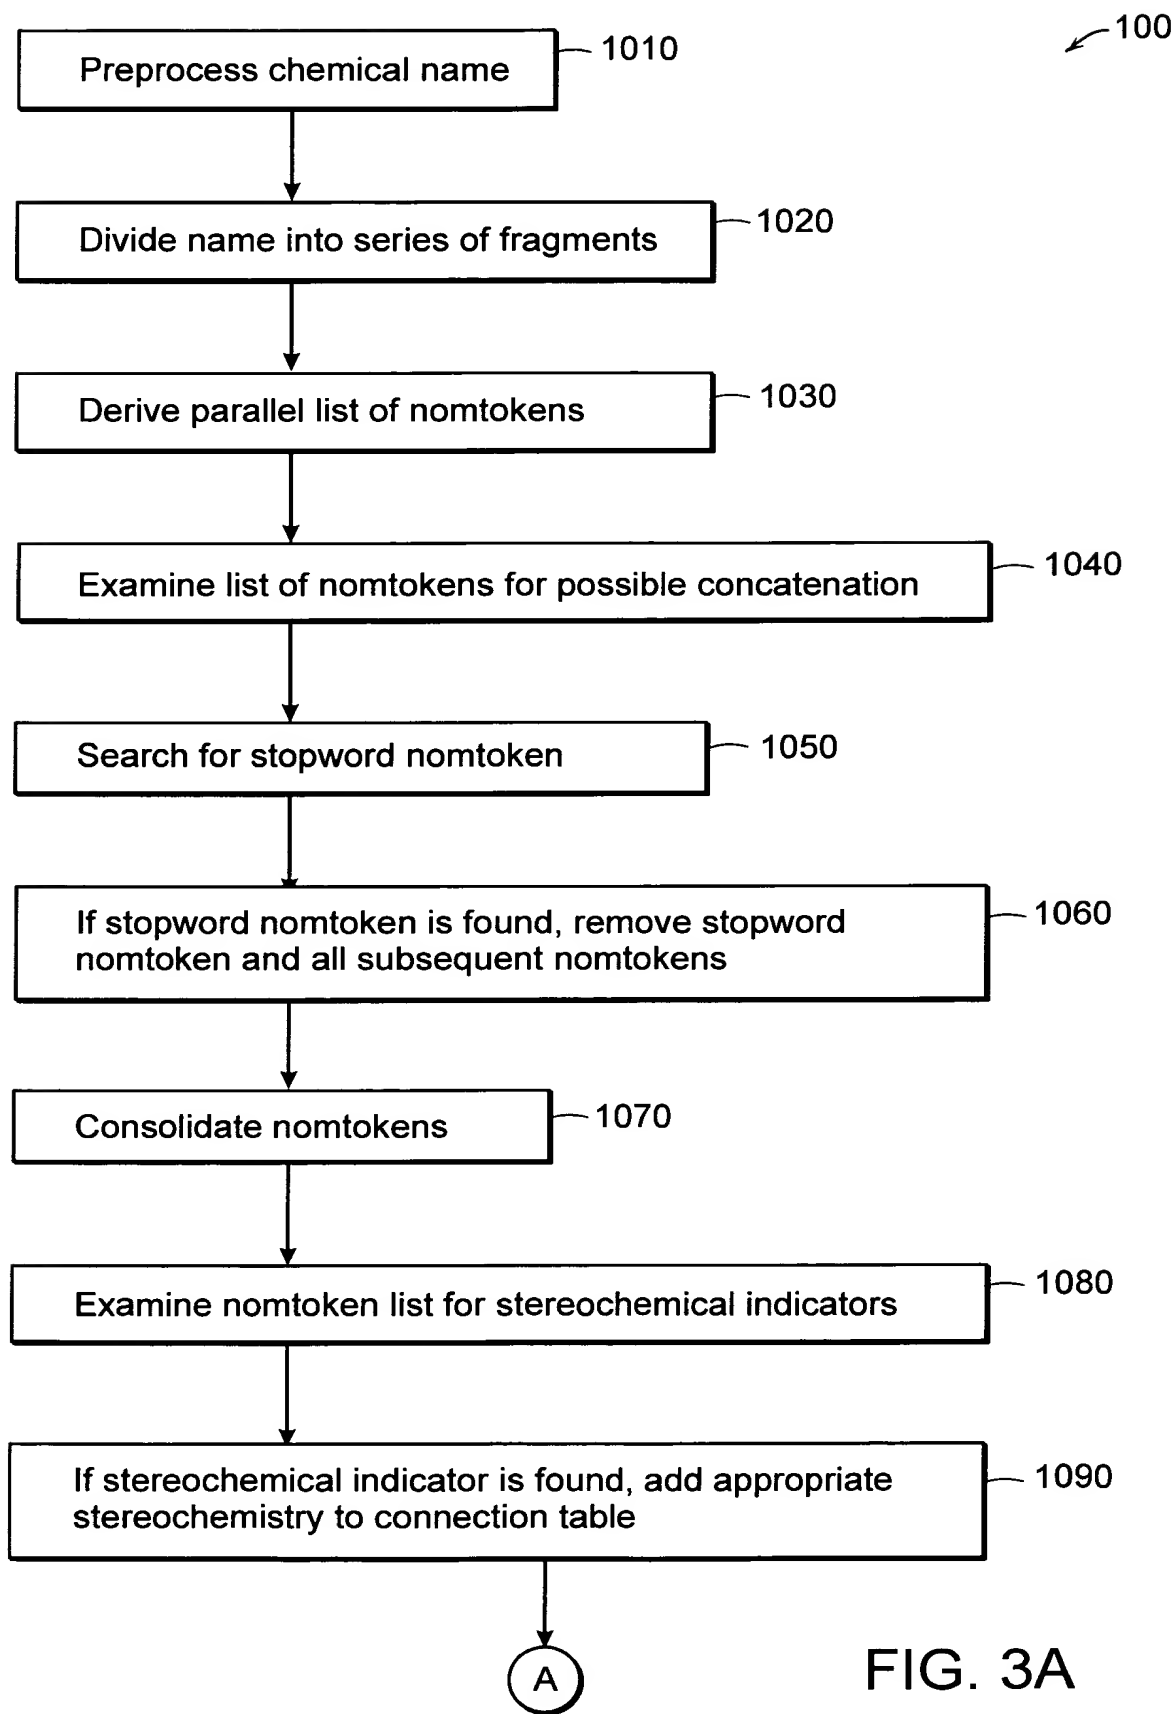 100
Preprocess chemical name
1010
Divide name into series of fragments
1020
Derive parallel list of nomtokens
1030
Examine list of nomtokens for possible concatenation
1040
Search for stopword nomtoken
1050
If stopword nomtoken is found, remove stopword
nomtoken and all subsequent nomtokens
1060
Consolidate nomtokens
1070
Examine nomtoken list for stereochemical indicators
1080
If stereochemical indicator is found, add appropriate
stereochemistry to connection table
1090
A
FIG. 3A